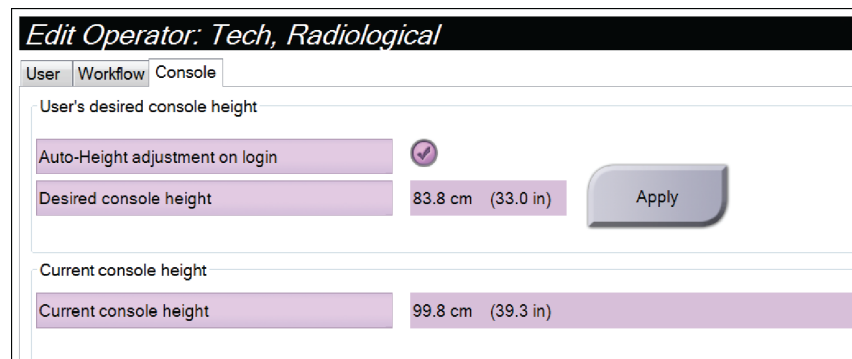 Edit Operator: Tech, Radiological
User Workflow Console
User's desired console height
Auto-Height adjustment on login
Desired console height 83.8 cm (33.0 in) Apply
Current console height
Current console height 99.8 cm (39.3 in)